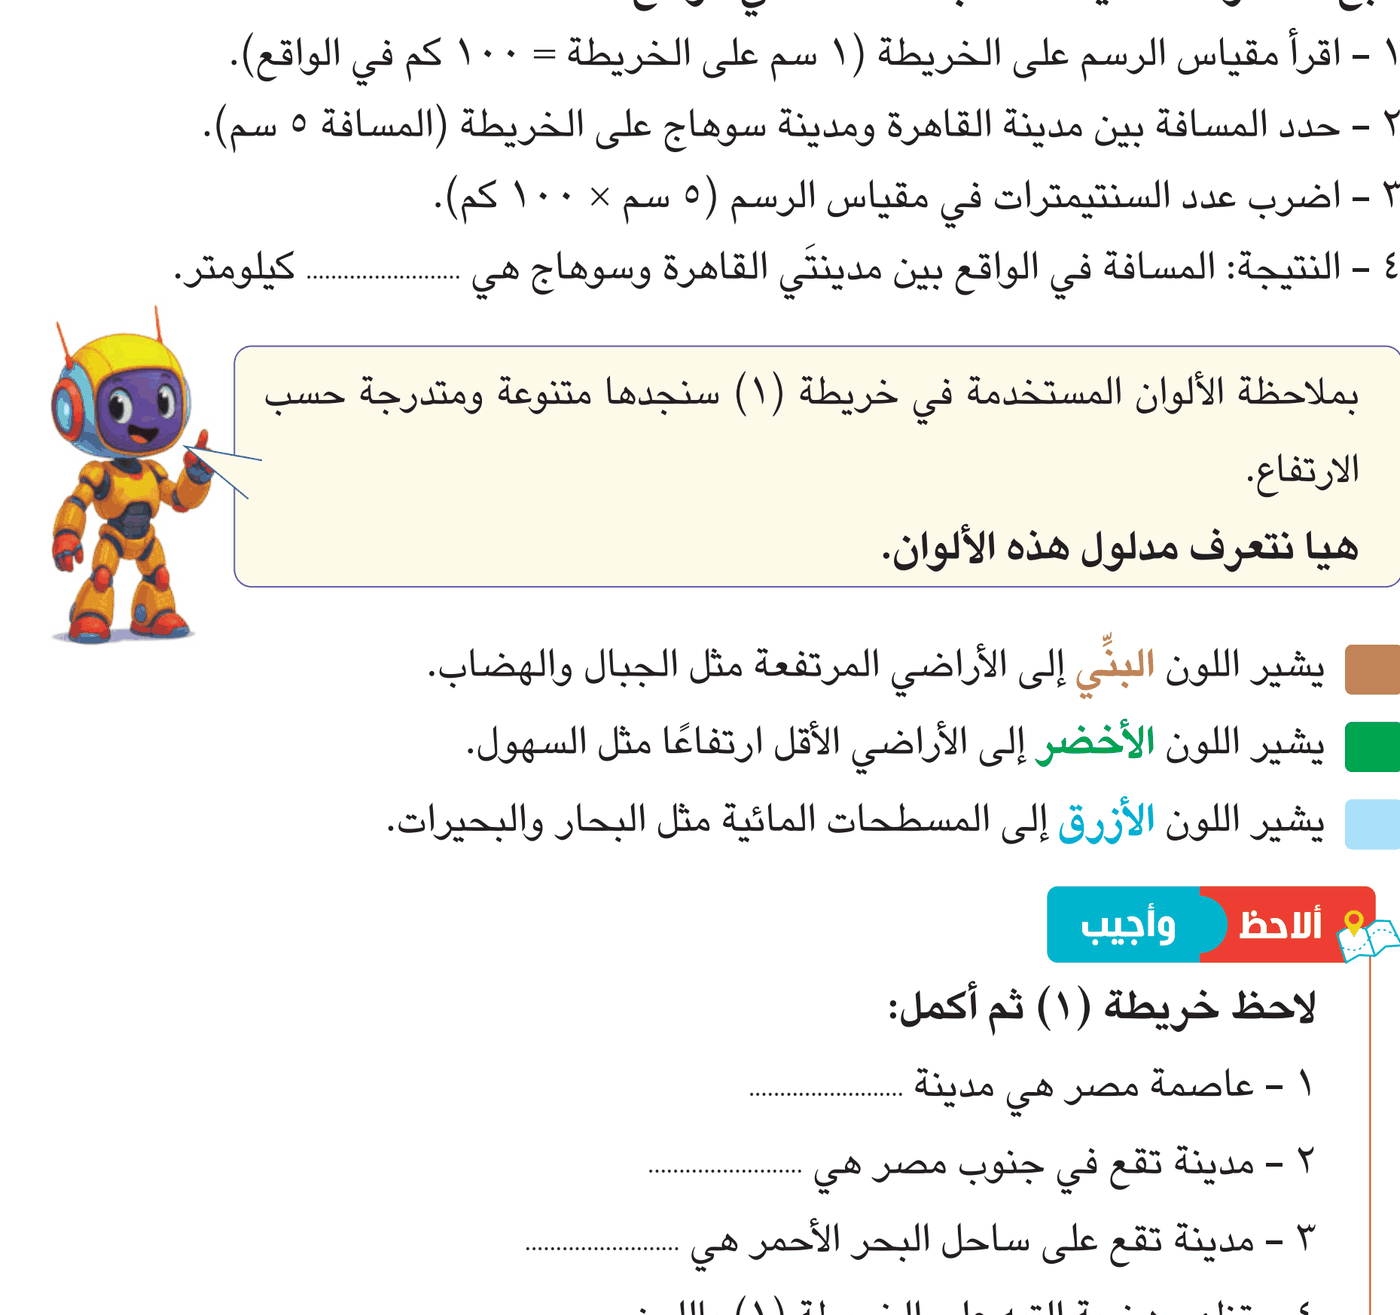 ١ - اقرأ مقياس الرسم على الخريطة (١ سم على الخريطة = ١٠٠ كم في الواقع).
٢ - حدد المسافة بين مدينة القاهرة ومدينة سوهاج على الخريطة (المسافة ٥ سم).
٣ - اضرب عدد السنتيمترات في مقياس الرسم (٥ سم × ١٠٠ كم).
٤ - النتيجة: المسافة في الواقع بين مدينتَي القاهرة وسوهاج هي ......................... كيلومتر.
بملاحظة الألوان المستخدمة في خريطة (١) سنجدها متنوعة ومتدرجة حسب
الارتفاع.
هيا نتعرف مدلول هذه الألوان.
يشير اللون البنِّي إلى الأراضي المرتفعة مثل الجبال والهضاب.
يشير اللون الأخضر إلى الأراضي الأقل ارتفاعًا مثل السهول.
يشير اللون الأزرق إلى المسطحات المائية مثل البحار والبحيرات.
ألاحظ وأجيب
لاحظ خريطة (١) ثم أكمل:
١ - عاصمة مصر هي مدينة .........................
٢ - مدينة تقع في جنوب مصر هي .........................
٣ - مدينة تقع على ساحل البحر الأحمر هي .........................